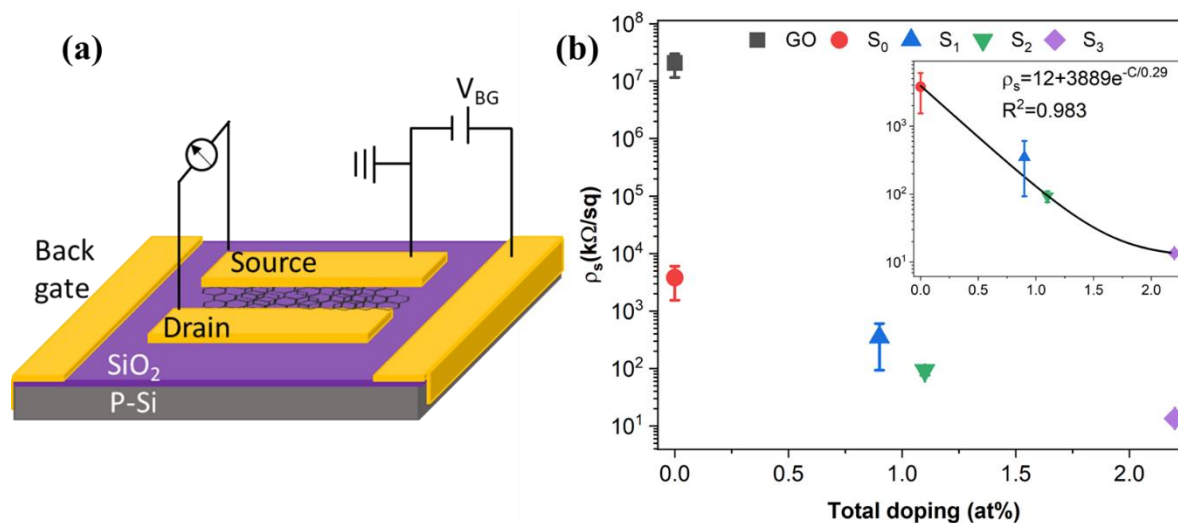 (a)
V_BG
Back
gate
Source
Drain
SiO₂
P-Si
(b)
GO S₀ S₁ S₂ S₃
10⁸
10⁷
10⁶
10⁵
10⁴
10³
10²
10¹
ρₛ(kΩ/sq)
0.0 0.5 1.0 1.5 2.0
Total doping (at%)
ρₛ=12+3889e^(-C/0.29)
R²=0.983
10³
10²
10¹
0.0 0.5 1.0 1.5 2.0